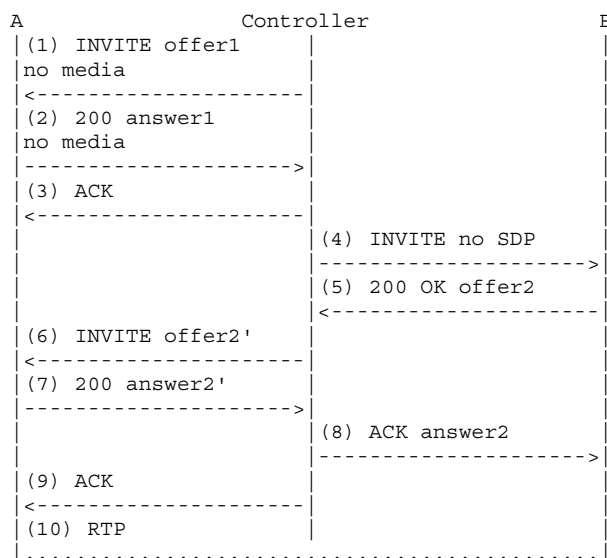 A Controller B
(1) INVITE offer1
no media
(2) 200 answer1
no media
(3) ACK
(4) INVITE no SDP
(5) 200 OK offer2
(6) INVITE offer2'
(7) 200 answer2'
(8) ACK answer2
(9) ACK
(10) RTP